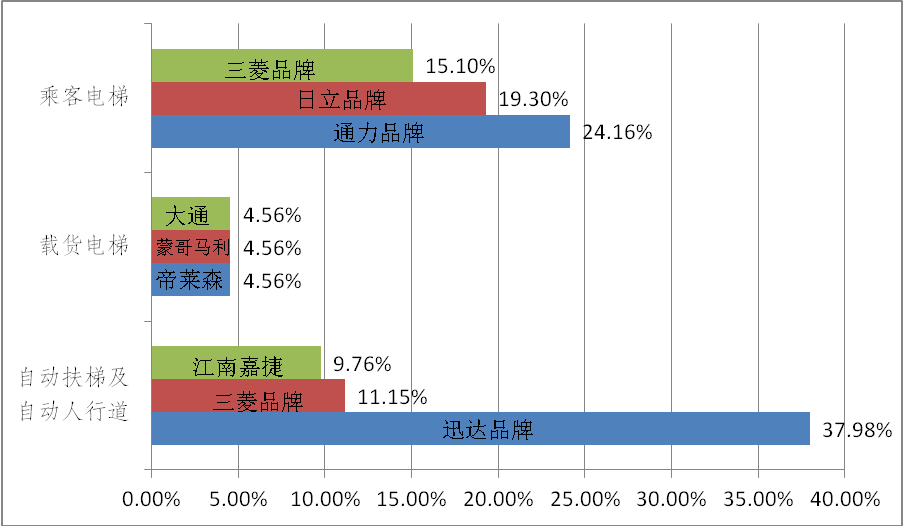 乘客电梯
三菱品牌 15.10%
日立品牌 19.30%
通力品牌 24.16%
载货电梯
大通 4.56%
蒙哥马利 4.56%
帝莱森 4.56%
自动扶梯及
自动人行道
江南嘉捷 9.76%
三菱品牌 11.15%
迅达品牌 37.98%
0.00% 5.00% 10.00% 15.00% 20.00% 25.00% 30.00% 35.00% 40.00%